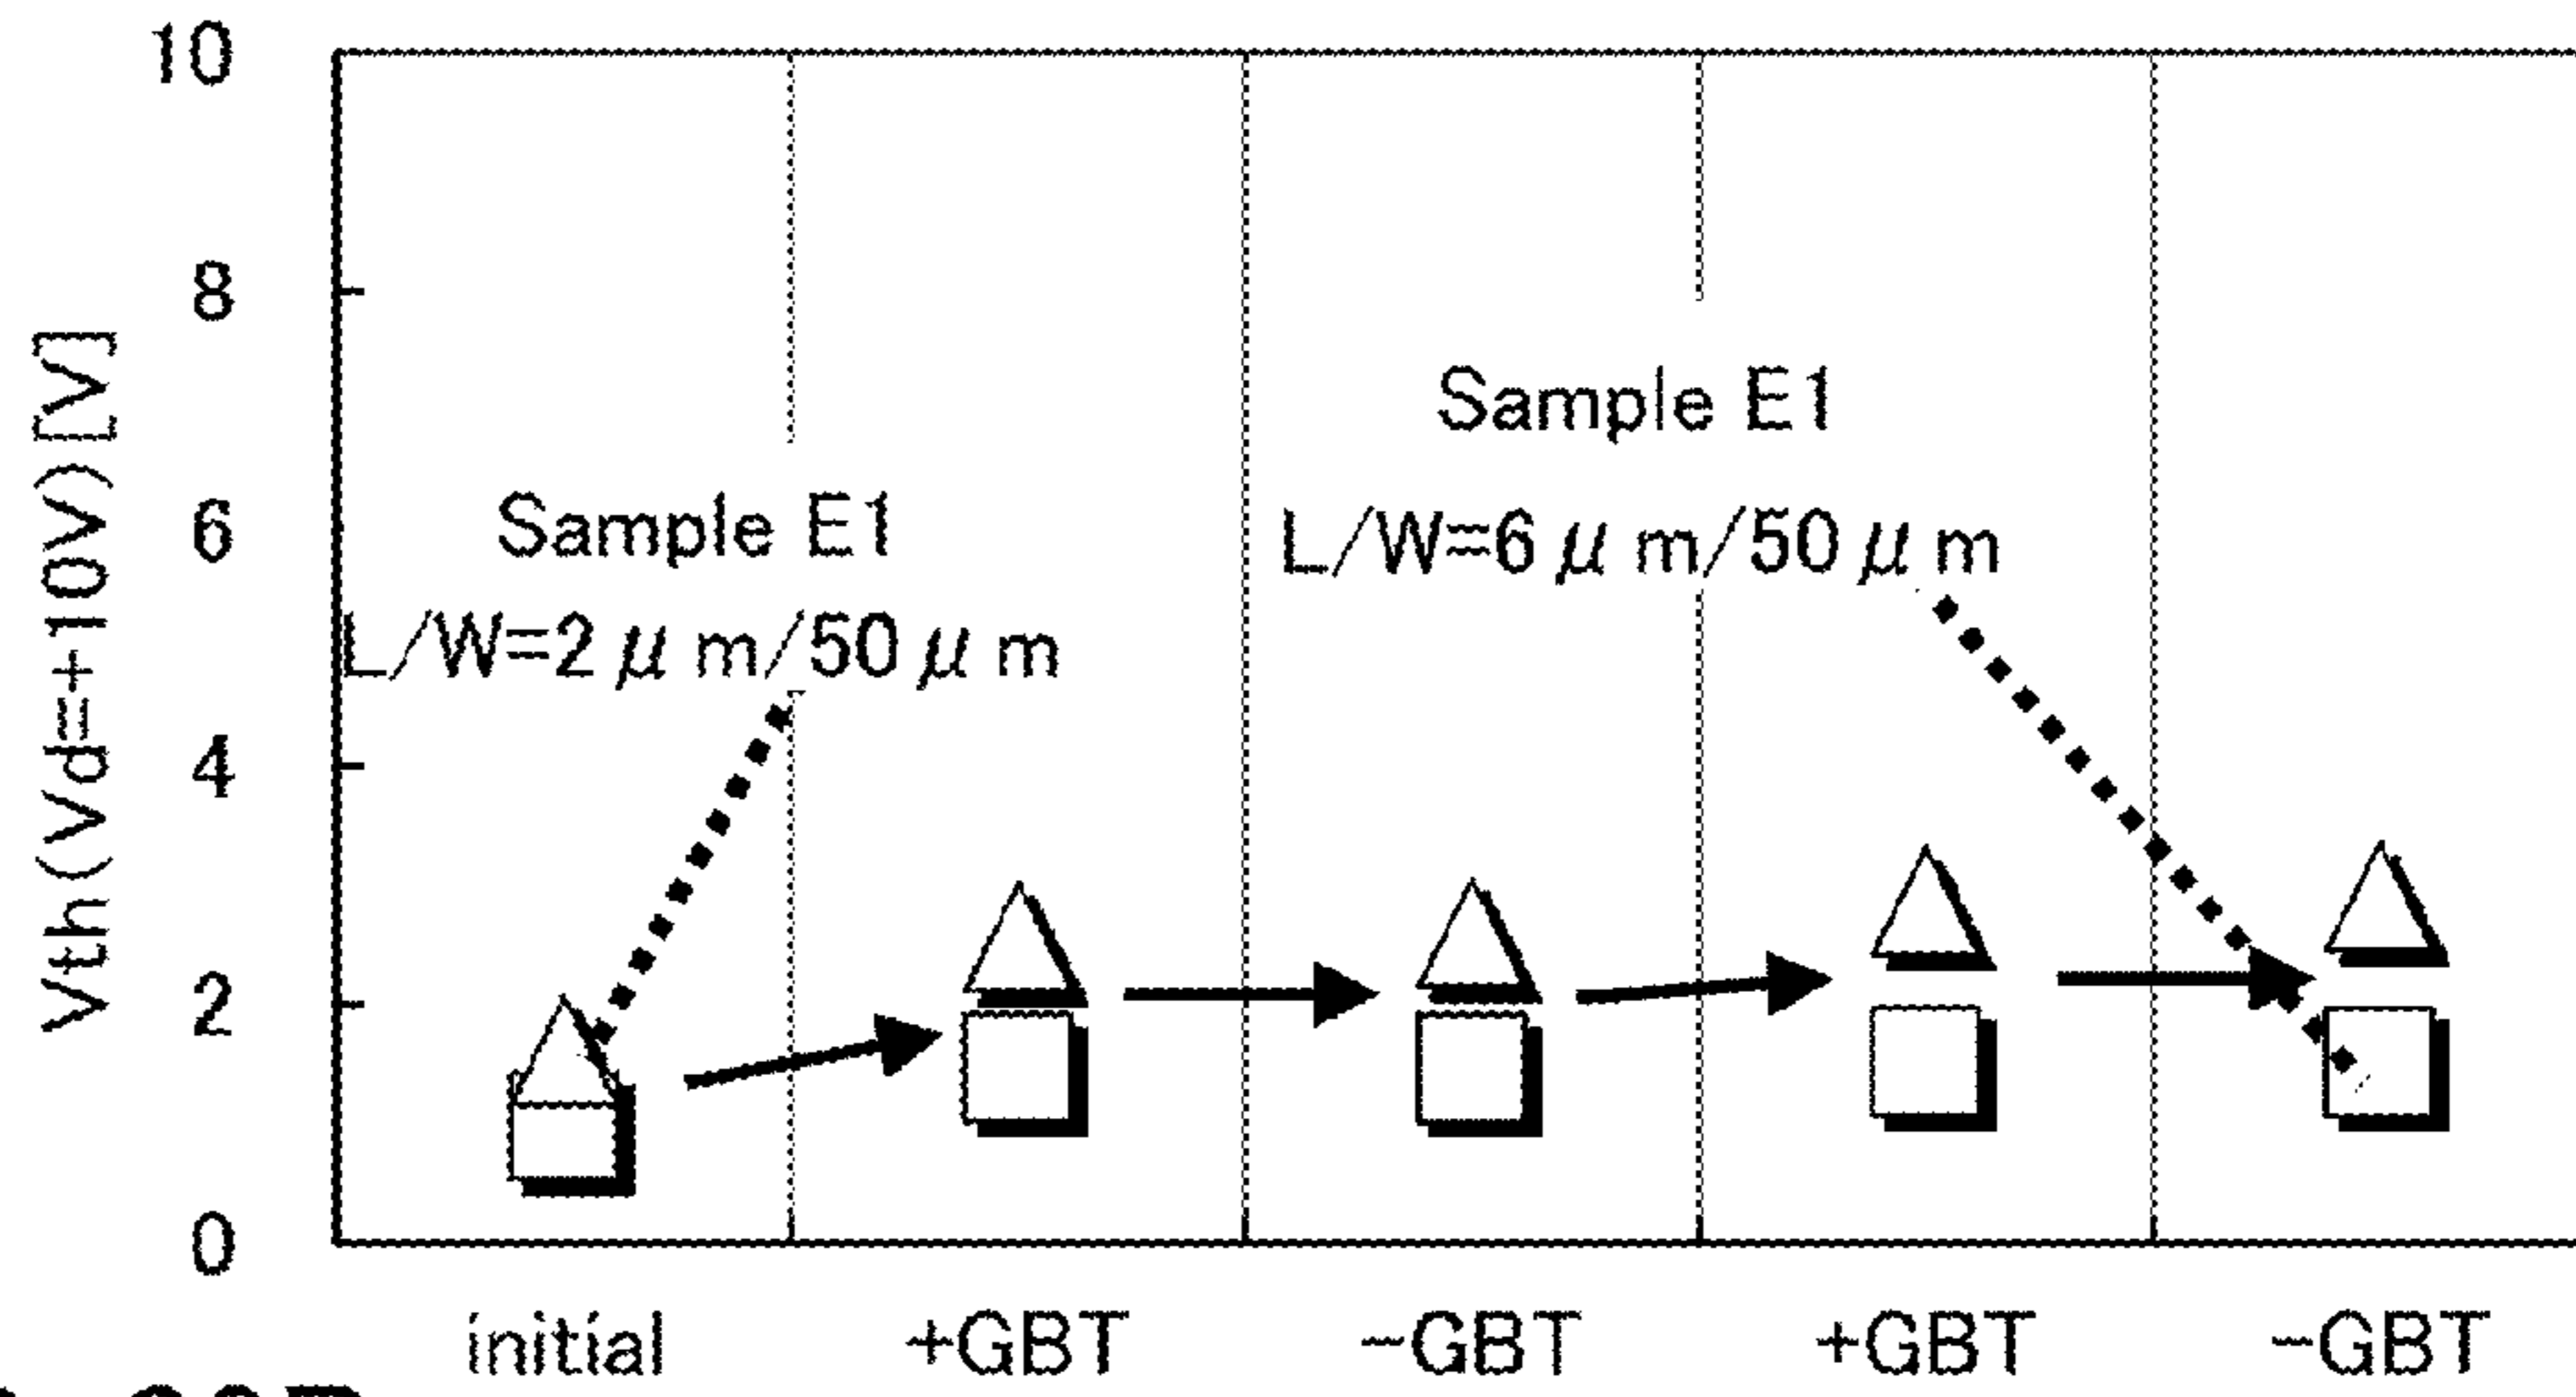 Vth(Vd=+10V)[V]
10
8
6
4
2
0
Sample E1
L/W=2μm/50μm
Sample E1
L/W=6μm/50μm
initial
+GBT
-GBT
+GBT
-GBT